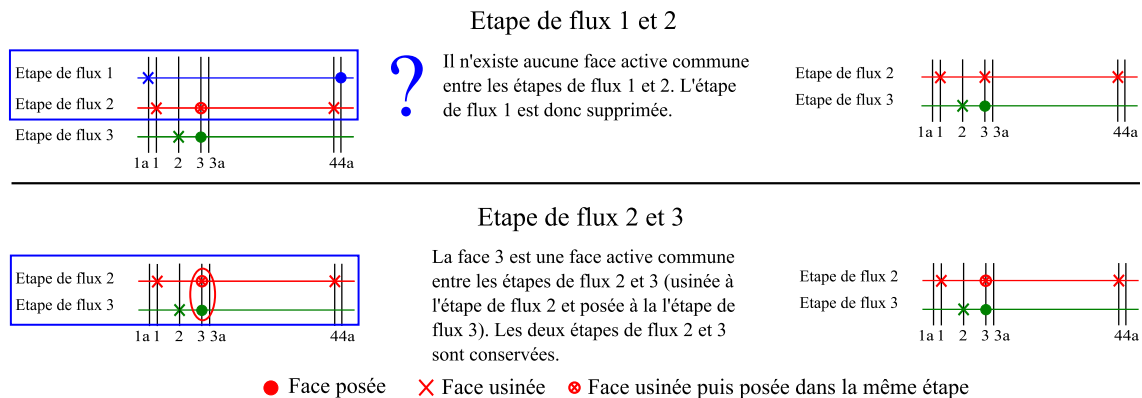 Etape de flux 1 et 2
Etape de flux 1
Etape de flux 2
Etape de flux 3
1a 1 2 3 3a 44a
?
Il n'existe aucune face active commune
entre les étapes de flux 1 et 2. L'étape
de flux 1 est donc supprimée.
Etape de flux 2
Etape de flux 3
1a 1 2 3 3a 44a
Etape de flux 2 et 3
Etape de flux 2
Etape de flux 3
1a 1 2 3 3a 44a
La face 3 est une face active commune
entre les étapes de flux 2 et 3 (usinée à
l'étape de flux 2 et posée à la l'étape de
flux 3). Les deux étapes de flux 2 et 3
sont conservées.
Etape de flux 2
Etape de flux 3
1a 1 2 3 3a 44a
Face posée Face usinée Face usinée puis posée dans la même étape